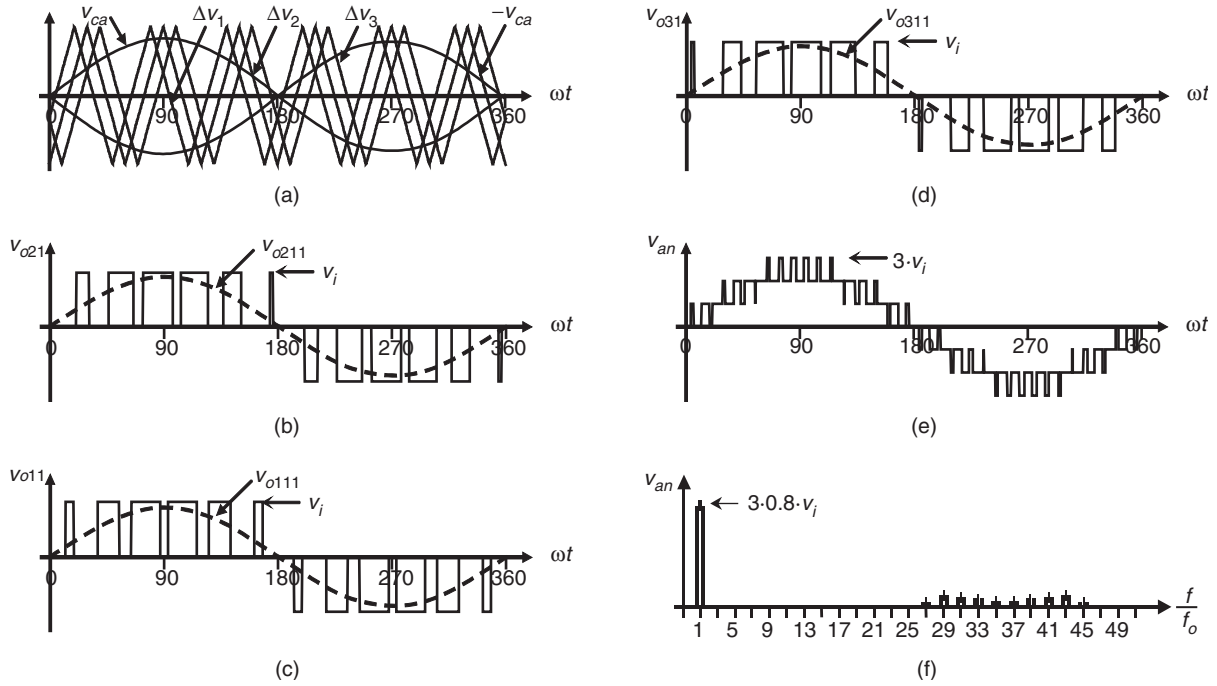 v_ca Δv_1 Δv_2 Δv_3 −v_ca
ωt
0 90 180 270 360
(a)
v_o21
v_o211
v_i
ωt
0 90 180 270 360
(b)
v_o11
v_o111
v_i
ωt
0 90 180 270 360
(c)
v_o31
v_o311
v_i
ωt
0 90 180 270 360
(d)
v_an
3·v_i
ωt
0 90 180 270 360
(e)
v_an
3·0.8·v_i
f
f_o
1 5 9 13 17 21 25 29 33 37 41 45 49
(f)